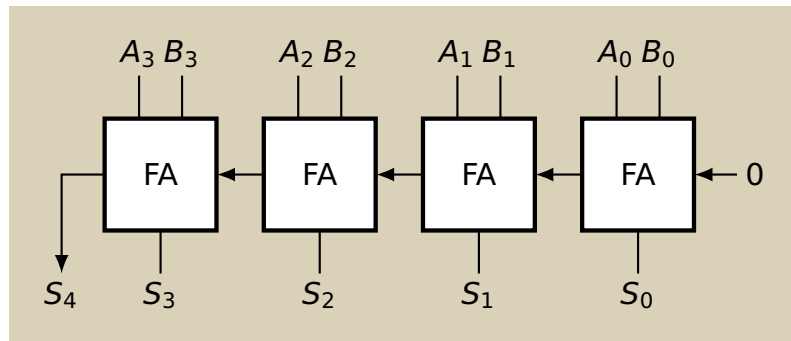 A₃ B₃ A₂ B₂ A₁ B₁ A₀ B₀
FA FA FA FA 0
S₄ S₃ S₂ S₁ S₀